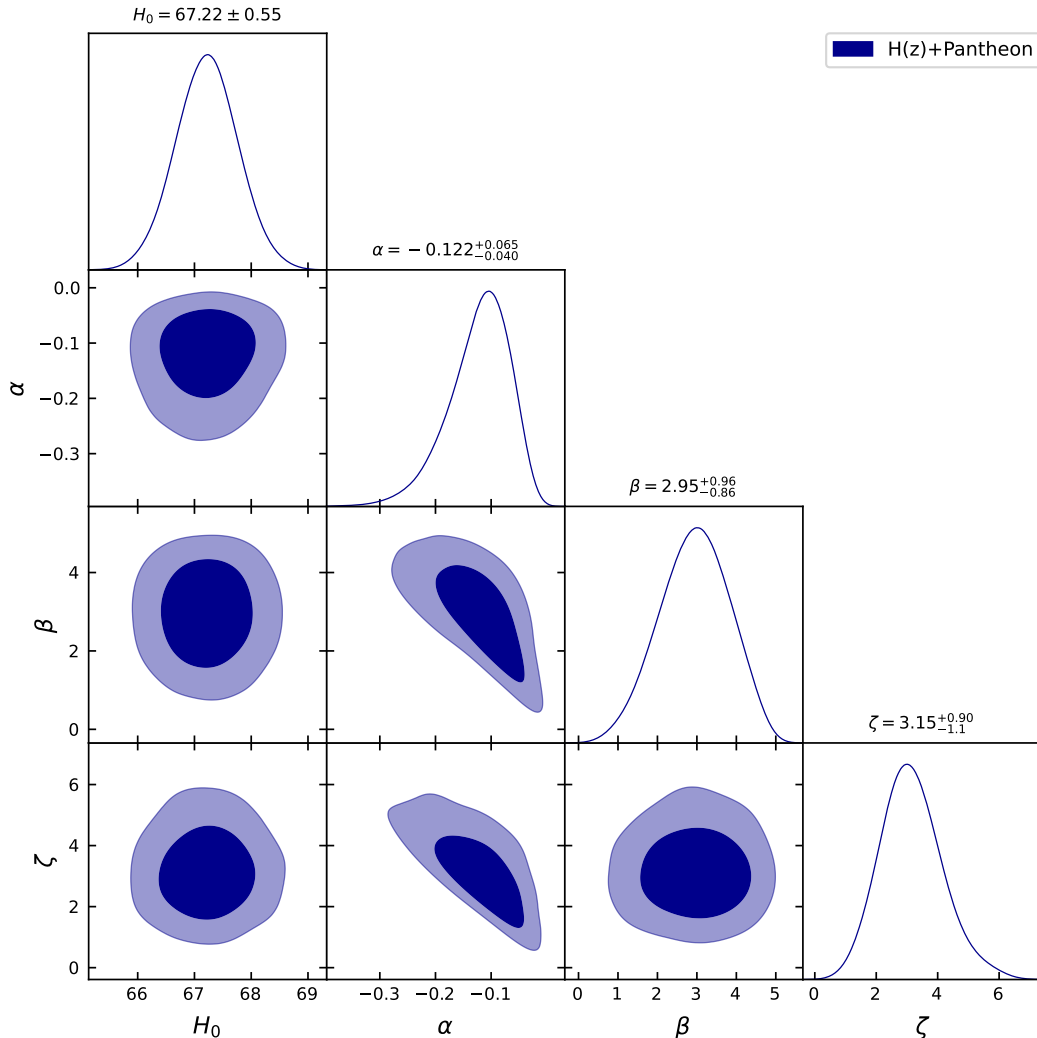 H₀ = 67.22 ± 0.55
H(z)+Pantheon
α = −0.122⁺⁰·⁰⁶⁵₋₀.₀₄₀
0.0
−0.1
−0.2
−0.3
α
β = 2.95⁺⁰·⁹⁶₋₀.₈₆
4
2
0
β
ζ = 3.15⁺⁰·⁹⁰₋₁.₁
6
4
2
0
ζ
66 67 68 69 −0.3 −0.2 −0.1 0 1 2 3 4 5 0 2 4 6
H₀ α β ζ